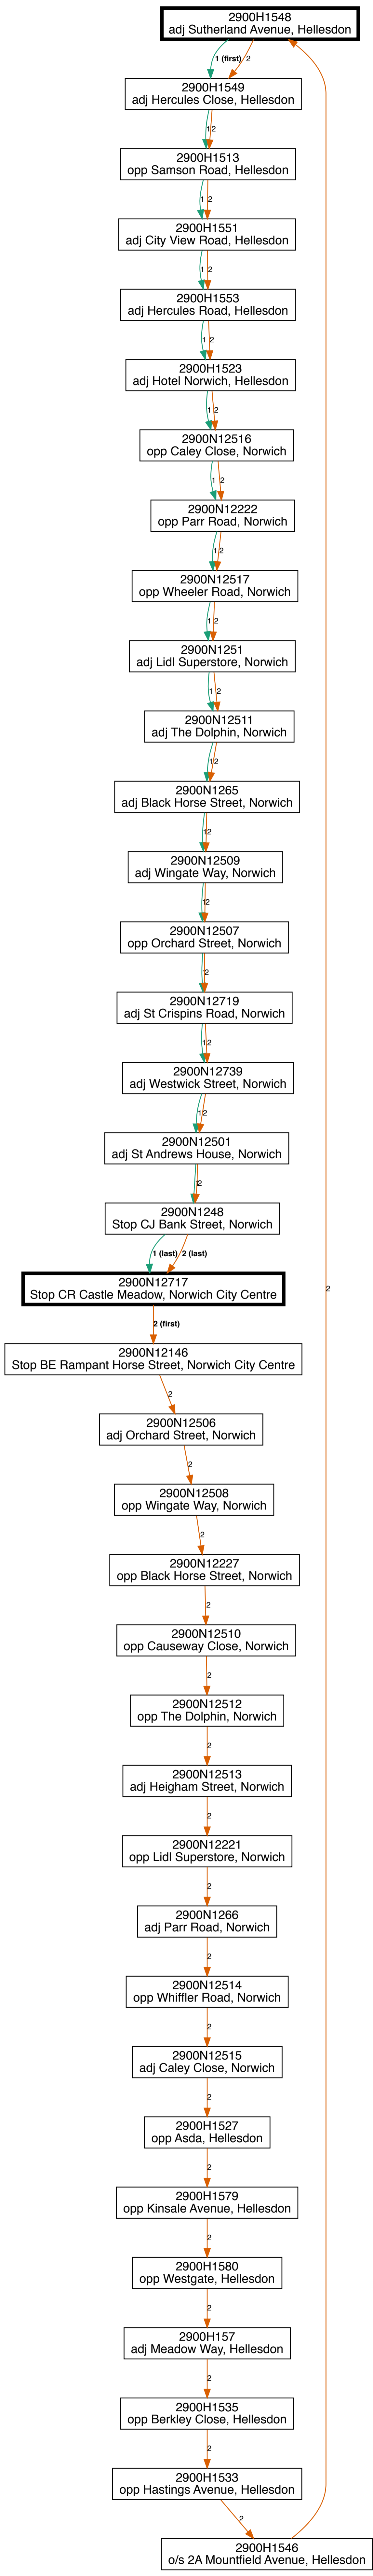 2900H1548
adj Sutherland Avenue, Hellesdon
1 (first)
2
2900H1549
adj Hercules Close, Hellesdon
1
2
2900H1513
opp Samson Road, Hellesdon
1
2
2900H1551
adj City View Road, Hellesdon
1
2
2900H1553
adj Hercules Road, Hellesdon
1
2
2900H1523
adj Hotel Norwich, Hellesdon
1
2
2900N12516
opp Caley Close, Norwich
1
2
2900N12222
opp Parr Road, Norwich
1
2
2900N12517
opp Wheeler Road, Norwich
1
2
2900N1251
adj Lidl Superstore, Norwich
1
2
2900N12511
adj The Dolphin, Norwich
1
2
2900N1265
adj Black Horse Street, Norwich
1
2
2900N12509
adj Wingate Way, Norwich
1
2
2900N12507
opp Orchard Street, Norwich
1
2
2900N12719
adj St Crispins Road, Norwich
1
2
2900N12739
adj Westwick Street, Norwich
1
2
2900N12501
adj St Andrews House, Norwich
1
2
2900N1248
Stop CJ Bank Street, Norwich
1 (last)
2 (last)
2900N12717
Stop CR Castle Meadow, Norwich City Centre
2
2 (first)
2900N12146
Stop BE Rampant Horse Street, Norwich City Centre
2
2900N12506
adj Orchard Street, Norwich
2
2900N12508
opp Wingate Way, Norwich
2
2900N12227
opp Black Horse Street, Norwich
2
2900N12510
opp Causeway Close, Norwich
2
2900N12512
opp The Dolphin, Norwich
2
2900N12513
adj Heigham Street, Norwich
2
2900N12221
opp Lidl Superstore, Norwich
2
2900N1266
adj Parr Road, Norwich
2
2900N12514
opp Whiffler Road, Norwich
2
2900N12515
adj Caley Close, Norwich
2
2900H1527
opp Asda, Hellesdon
2
2900H1579
opp Kinsale Avenue, Hellesdon
2
2900H1580
opp Westgate, Hellesdon
2
2900H157
adj Meadow Way, Hellesdon
2
2900H1535
opp Berkley Close, Hellesdon
2
2900H1533
opp Hastings Avenue, Hellesdon
2
2900H1546
o/s 2A Mountfield Avenue, Hellesdon